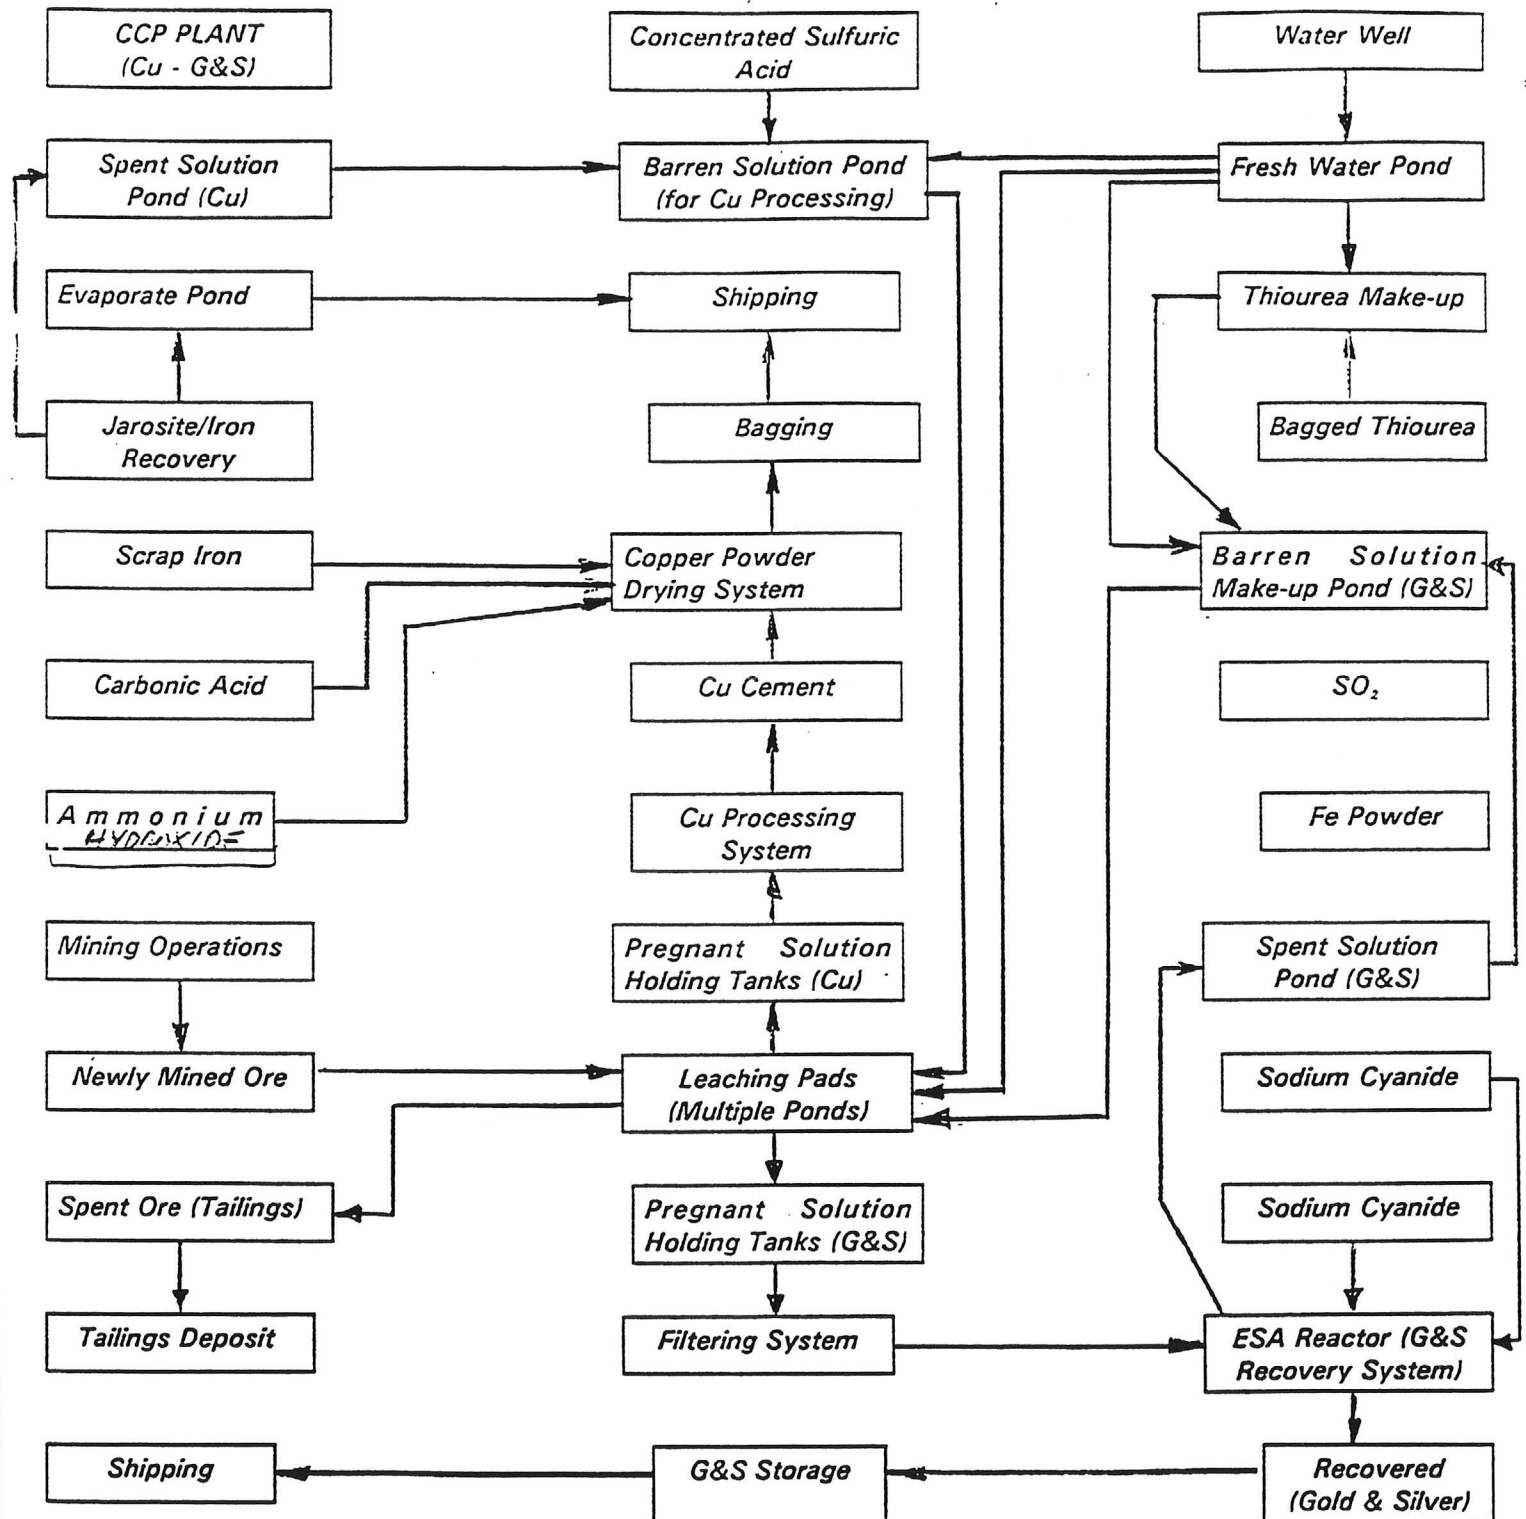 CCP PLANT
(Cu - G&S)
Concentrated Sulfuric
Acid
Water Well
Spent Solution
Pond (Cu)
Barren Solution Pond
(for Cu Processing)
Fresh Water Pond
Evaporate Pond
Shipping
Thiourea Make-up
Jarosite/Iron
Recovery
Bagging
Bagged Thiourea
Scrap Iron
Copper Powder
Drying System
Barren Solution
Make-up Pond (G&S)
Carbonic Acid
Cu Cement
SO₂
Ammonium
HYDROXIDE
Cu Processing
System
Fe Powder
Mining Operations
Pregnant Solution
Holding Tanks (Cu)
Spent Solution
Pond (G&S)
Newly Mined Ore
Leaching Pads
(Multiple Ponds)
Sodium Cyanide
Spent Ore (Tailings)
Pregnant Solution
Holding Tanks (G&S)
Sodium Cyanide
Tailings Deposit
Filtering System
ESA Reactor (G&S
Recovery System)
Shipping
G&S Storage
Recovered
(Gold & Silver)